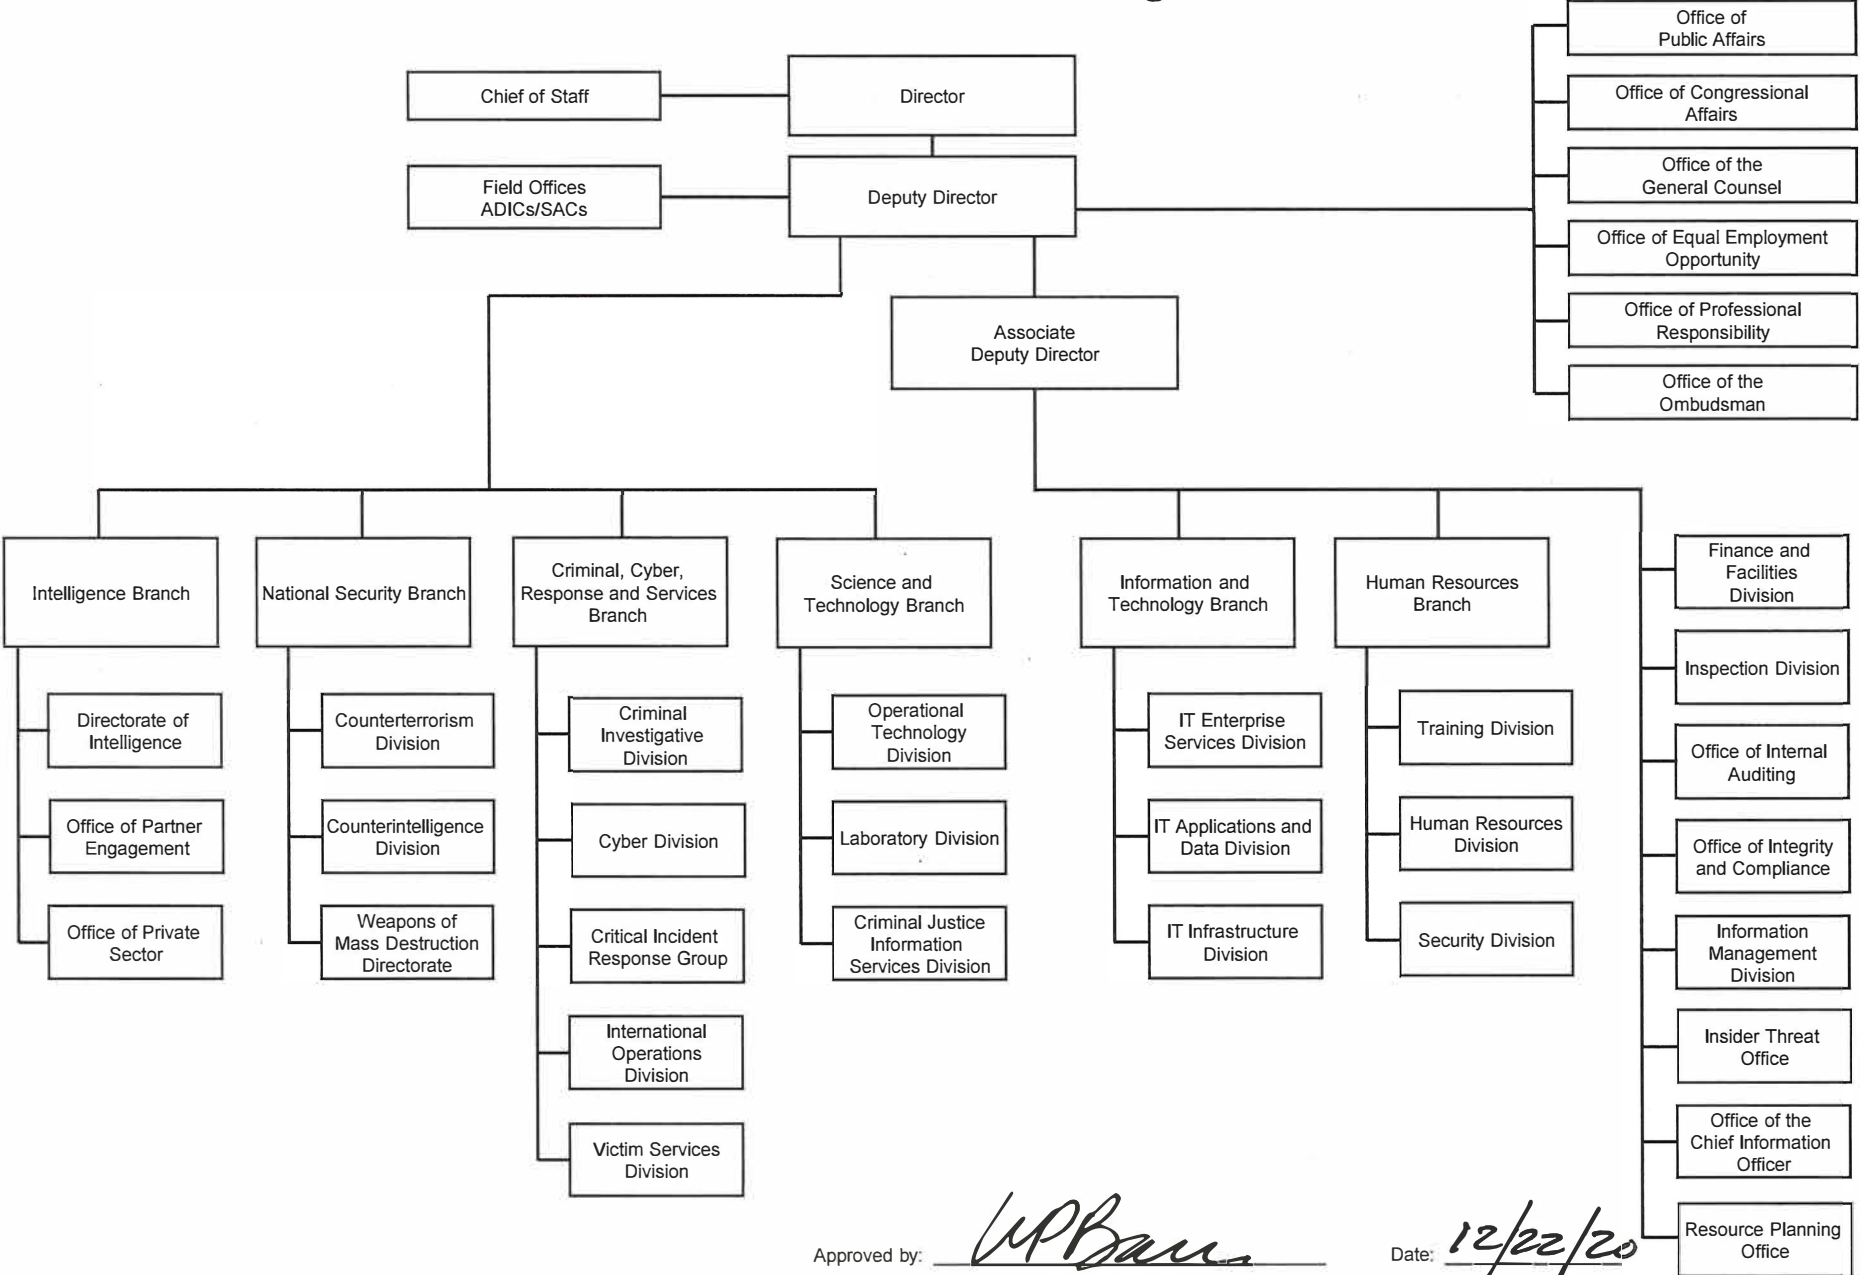 Office of
Public Affairs
Chief of Staff
Director
Office of Congressional
Affairs
Field Offices
ADICs/SACs
Deputy Director
Office of the
General Counsel
Office of Equal Employment
Opportunity
Office of Professional
Responsibility
Associate
Deputy Director
Office of the
Ombudsman
Intelligence Branch
National Security Branch
Criminal, Cyber,
Response and Services
Branch
Science and
Technology Branch
Information and
Technology Branch
Human Resources
Branch
Directorate of
Intelligence
Office of Partner
Engagement
Office of Private
Sector
Counterterrorism
Division
Counterintelligence
Division
Weapons of
Mass Destruction
Directorate
Criminal
Investigative
Division
Cyber Division
Critical Incident
Response Group
International
Operations
Division
Victim Services
Division
Operational
Technology
Division
Laboratory Division
Criminal Justice
Information
Services Division
IT Enterprise
Services Division
IT Applications and
Data Division
IT Infrastructure
Division
Training Division
Human Resources
Division
Security Division
Finance and
Facilities
Division
Inspection Division
Office of Internal
Auditing
Office of Integrity
and Compliance
Information
Management
Division
Insider Threat
Office
Office of the
Chief Information
Officer
Resource Planning
Office
Approved by: WPBarr
Date: 12/22/20